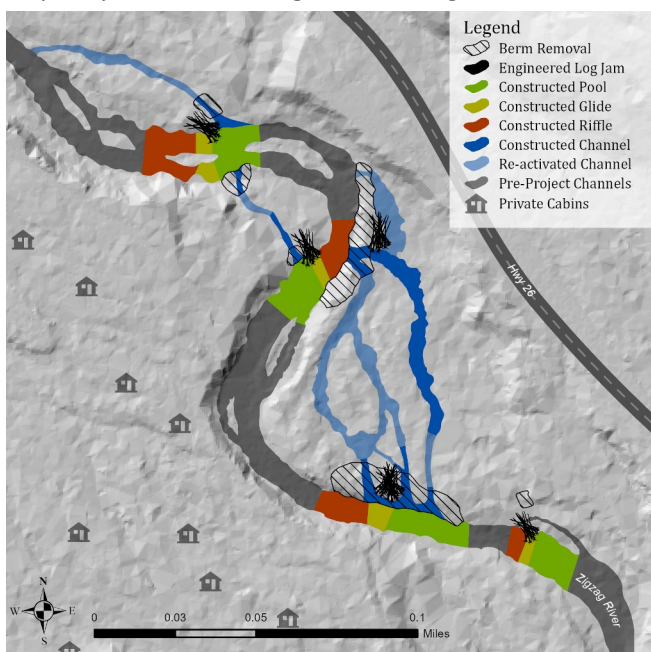 Legend
Berm Removal
Engineered Log Jam
Constructed Pool
Constructed Glide
Constructed Riffle
Constructed Channel
Re-activated Channel
Pre-Project Channels
Private Cabins
Hwy 26
Zigzag River
N
W
E
S
0
0.03
0.05
0.1
Miles